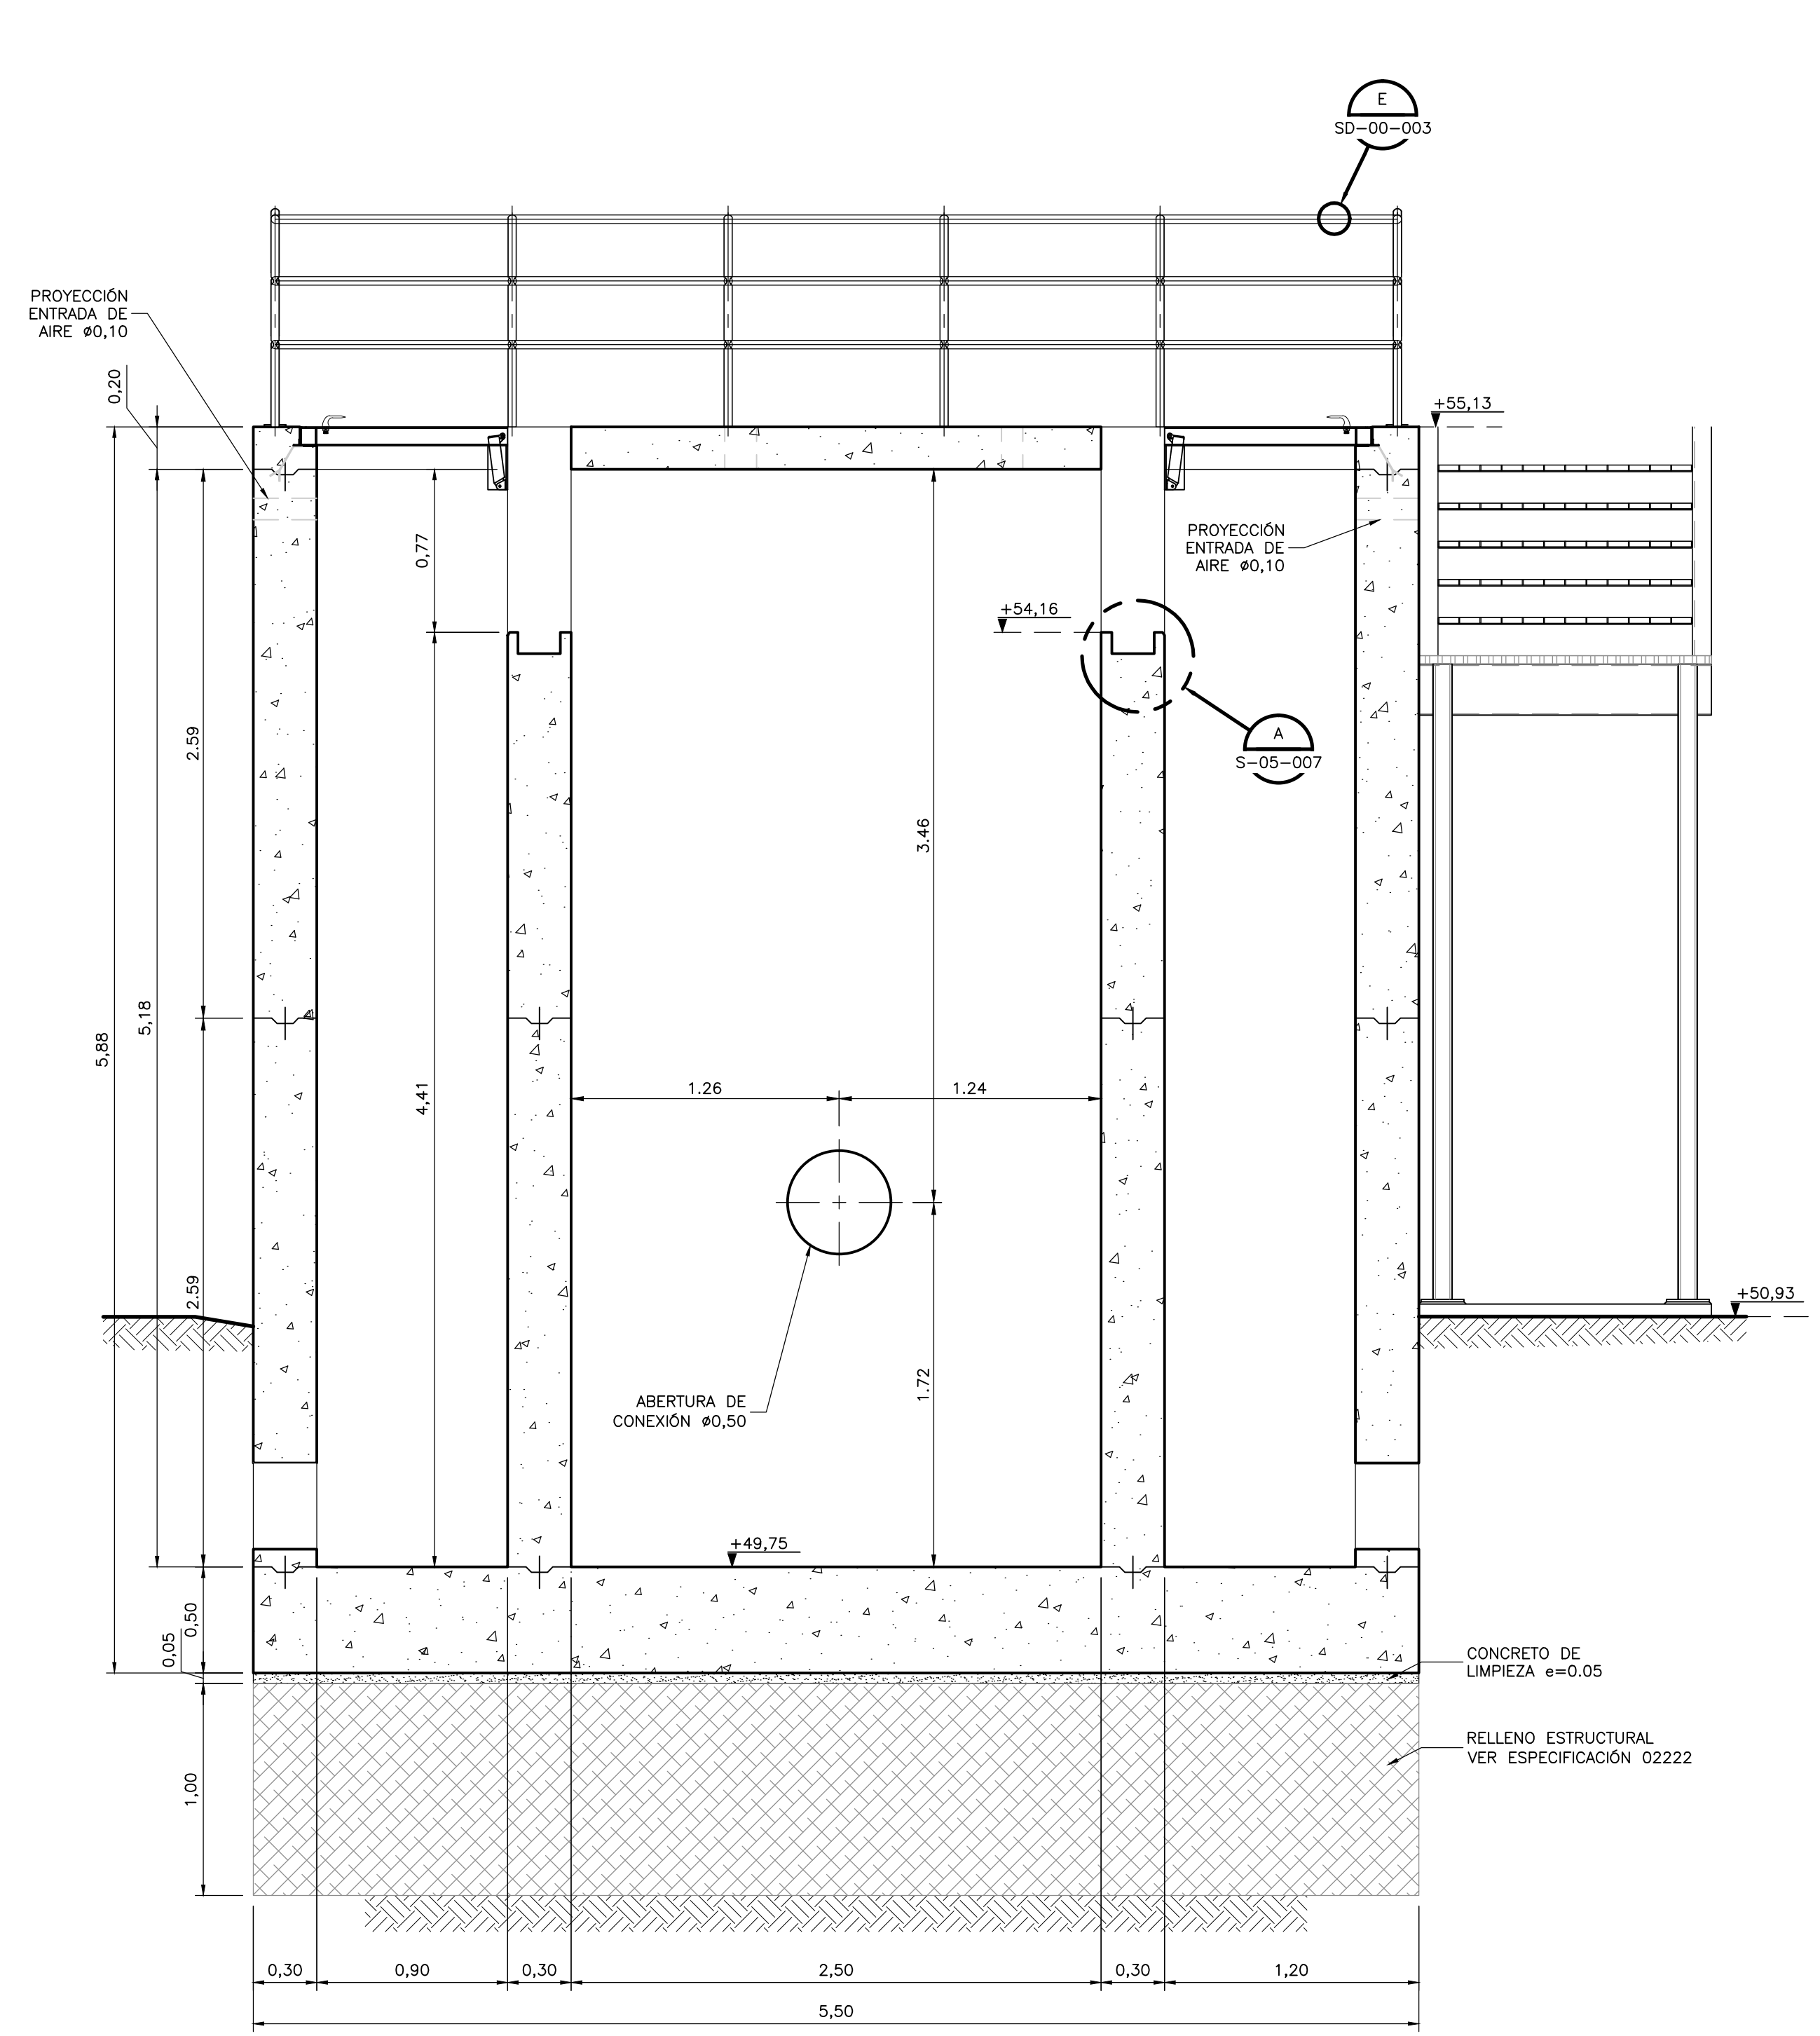 E
SD-00-003
PROYECCIÓN
ENTRADA DE
AIRE ø0,10
0,20
+55,13
PROYECCIÓN
ENTRADA DE
AIRE ø0,10
0,77
+54,16
A
S-05-007
2.59
3.46
5,18
5,88
4,41
1.26
1.24
2.59
+50,93
1.72
ABERTURA DE
CONEXIÓN ø0,50
+49,75
0,50
0,05
CONCRETO DE
LIMPIEZA e=0.05
RELLENO ESTRUCTURAL
VER ESPECIFICACIÓN 02222
1,00
0,30
0,90
0,30
2,50
0,30
1,20
5,50